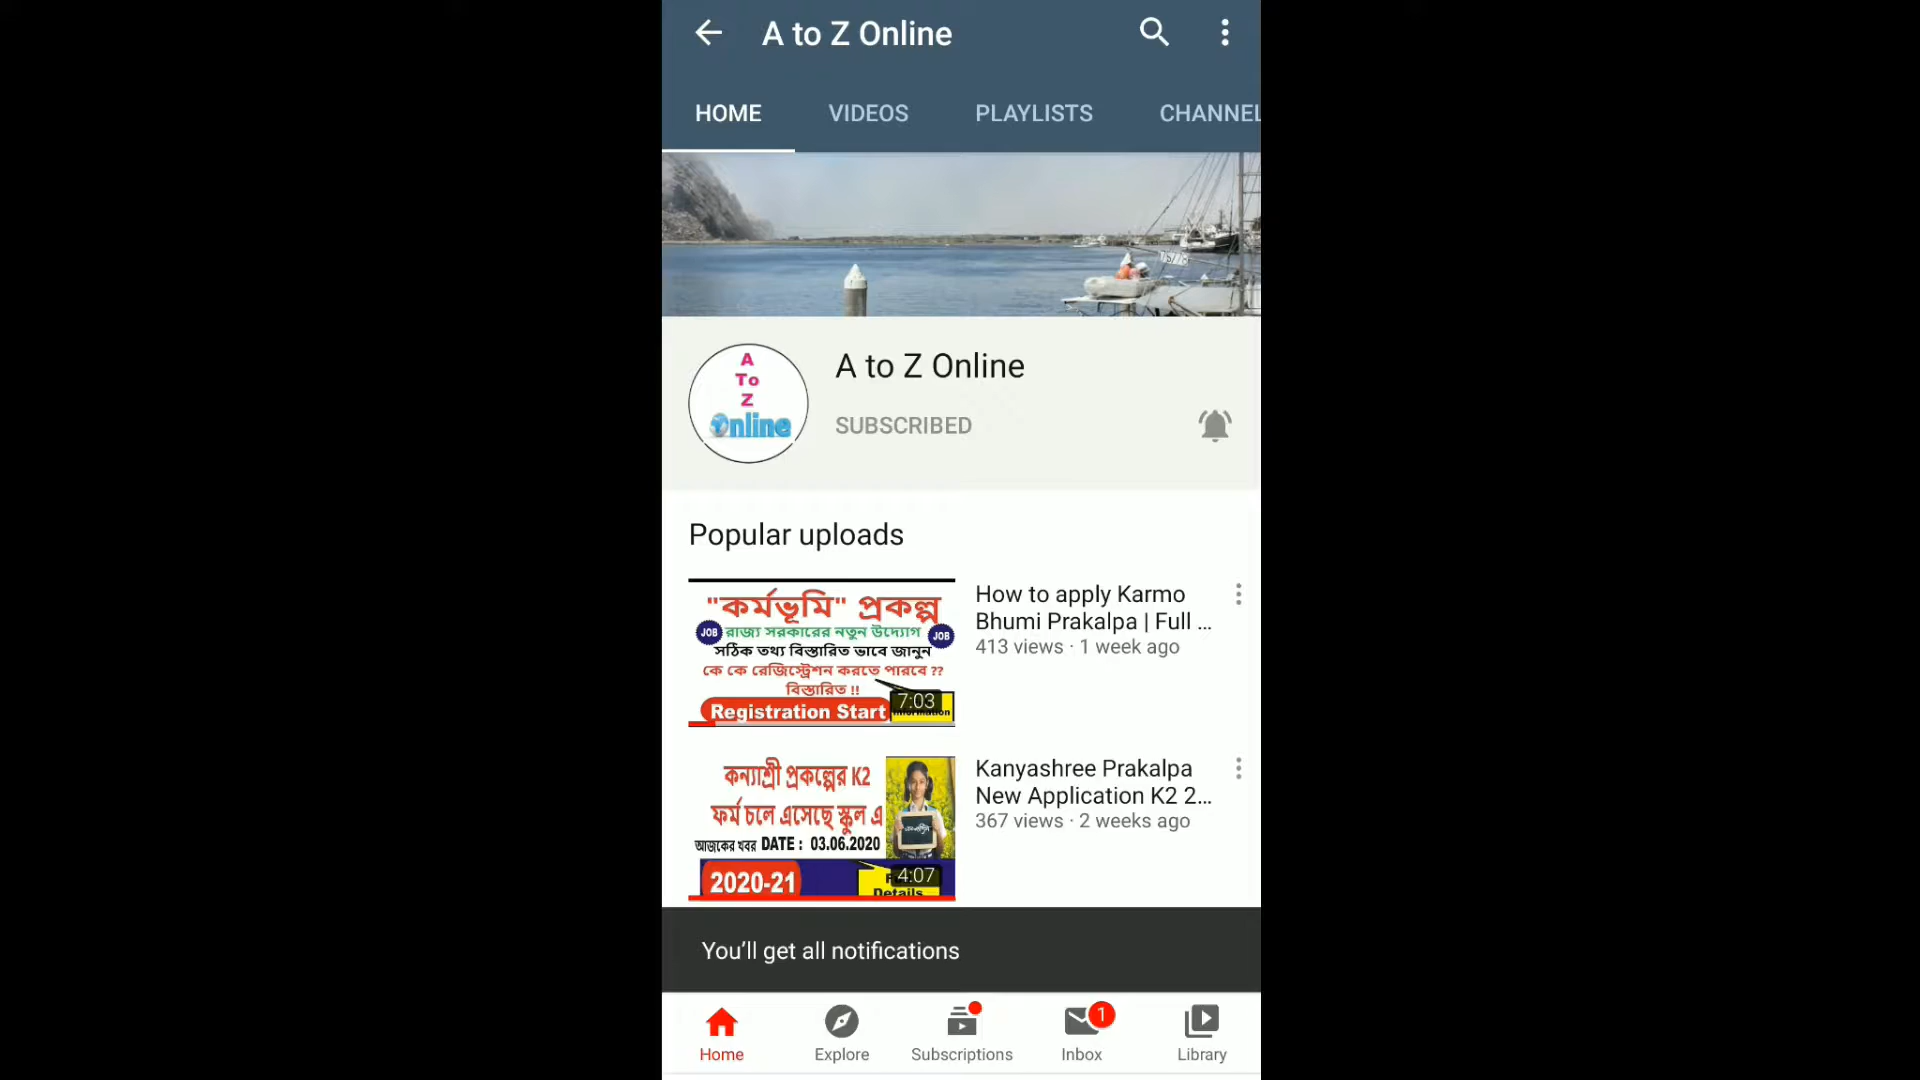 A to Z Online
HOME VIDEOS PLAYLISTS CHANNEL
76778
A
To
Z
Online
A to Z Online
SUBSCRIBED
Popular uploads
"কর্মভূমি" প্রকল্প
JOB রাজ্য সরকারের নতুন উদ্যোগ JOB
সঠিক তথ্য বিস্তারিত ভাবে জানুন
কে কে রেজিস্ট্রেশন করতে পারবে ??
বিস্তারিত !!
Registration Start
7:03
How to apply Karmo
Bhumi Prakalpa | Full ...
413 views · 1 week ago
কন্যাশ্রী প্রকল্পের K2
ফর্ম চলে এসেছে স্কুল এ
আজকের খবর DATE : 03.06.2020
2020-21
4:07
Details
Kanyashree Prakalpa
New Application K2 2...
367 views · 2 weeks ago
You’ll get all notifications
1
Home Explore Subscriptions Inbox Library